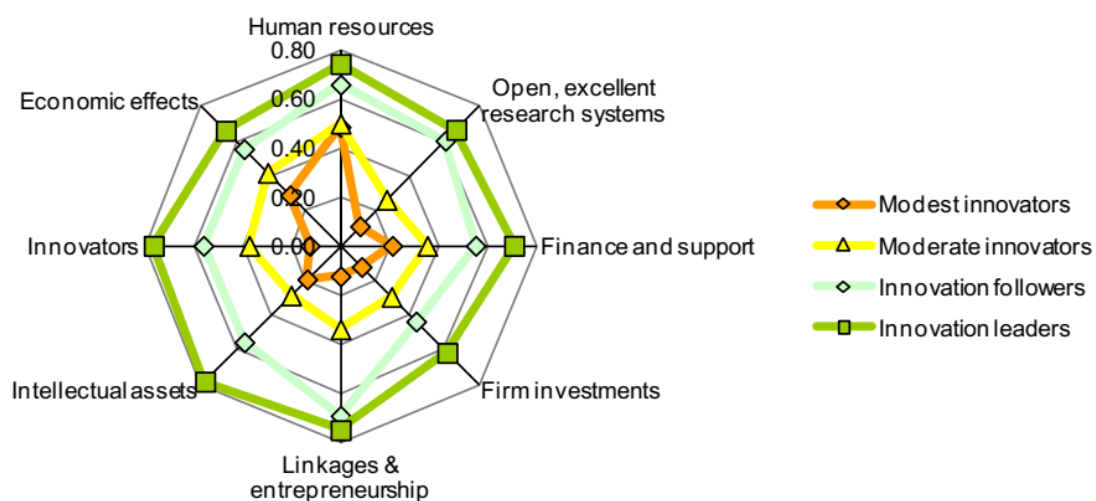 Human resources
0.80
Open, excellent
research systems
Economic effects
0.60
0.40
0.20
0.00
Innovators
Finance and support
Intellectual assets
Firm investments
Linkages &
entrepreneurship
Modest innovators
Moderate innovators
Innovation followers
Innovation leaders